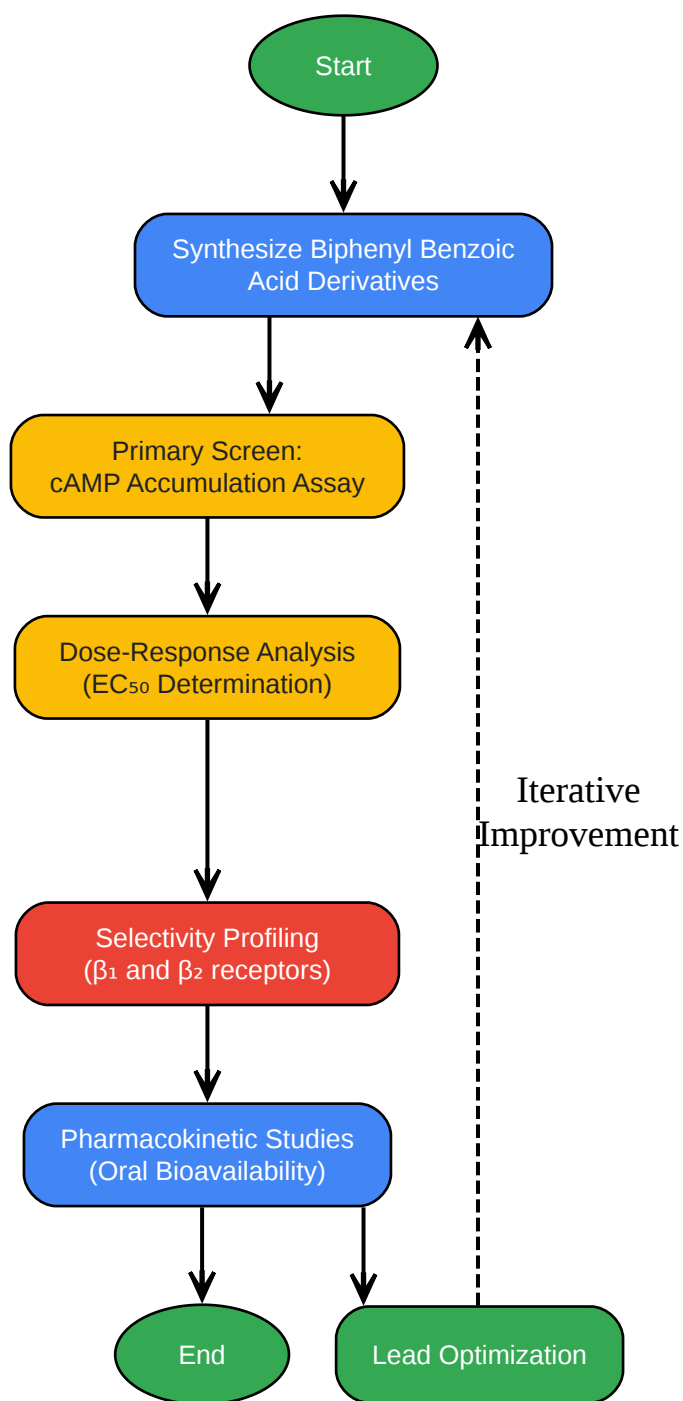 Start
Synthesize Biphenyl Benzoic
Acid Derivatives
Primary Screen:
cAMP Accumulation Assay
Dose-Response Analysis
(EC₅₀ Determination)
Iterative
Improvement
Selectivity Profiling
(β₁ and β₂ receptors)
Pharmacokinetic Studies
(Oral Bioavailability)
End
Lead Optimization